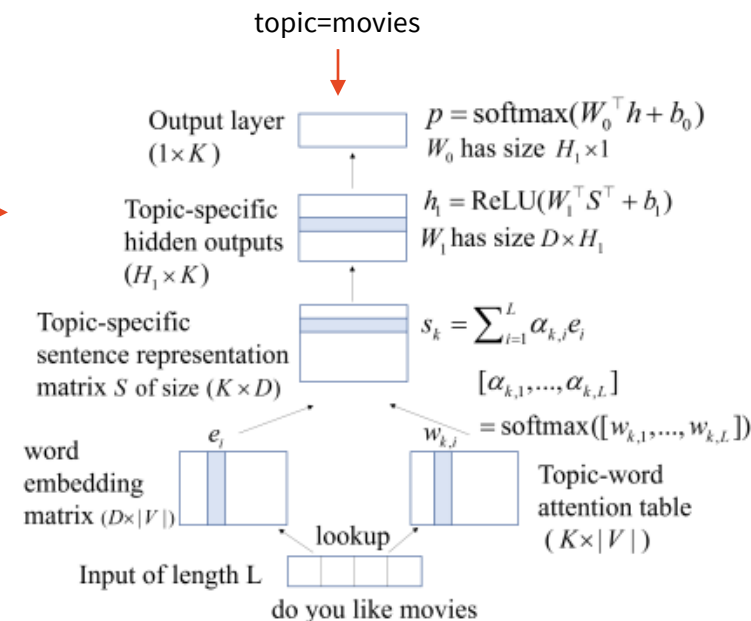 topic=movies
Output layer
(1×K)
p = softmax(W₀ᵀh + b₀)
W₀ has size H₁×1
Topic-specific
hidden outputs
(H₁ × K)
h₁ = ReLU(W₁ᵀSᵀ + b₁)
W₁ has size D×H₁
Topic-specific
sentence representation
matrix S of size (K×D)
sₖ = ∑ᵢ₌₁ᴸ αₖ,ᵢeᵢ
[αₖ,₁,...,αₖ,L]
= softmax([wₖ,₁,...,wₖ,L])
word
embedding
matrix (D×|V|)
eᵢ
wₖ,ᵢ
Topic-word
attention table
(K×|V|)
lookup
Input of length L
do you like movies